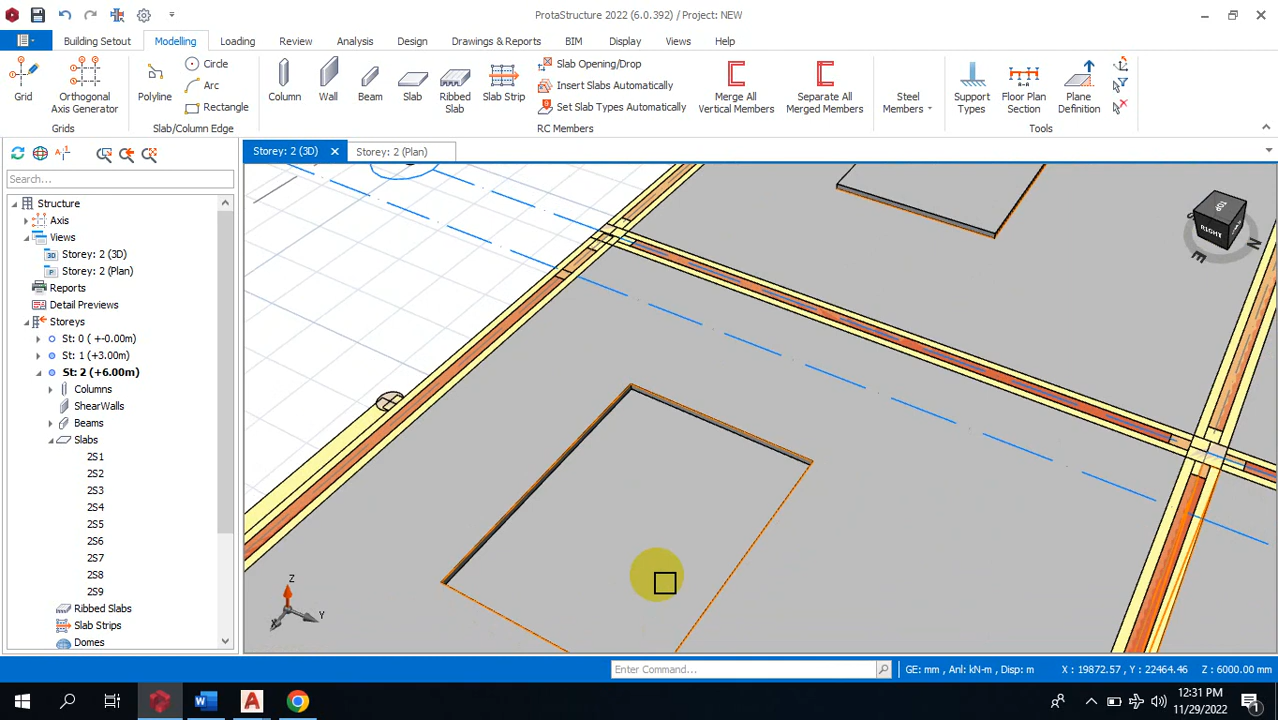 ProtaStructure 2022 (6.0.392) / Project: NEW
Building Setout Modelling Loading Review Analysis Design Drawings & Reports BIM Display Views Help
Grid
Orthogonal Axis Generator
Grids
Polyline
Circle
Arc
Rectangle
Slab/Column Edge
Column
Wall
Beam
Slab
Ribbed Slab
Slab Strip
Slab Opening/Drop
Insert Slabs Automatically
Set Slab Types Automatically
RC Members
Merge All Vertical Members
Separate All Merged Members
Steel Members
Support Types
Floor Plan Section
Plane Definition
Tools
Storey: 2 (3D)
Storey: 2 (Plan)
Search...
Structure
Axis
Views
3D Storey: 2 (3D)
P Storey: 2 (Plan)
Reports
Detail Previews
Storeys
St: 0 ( +-0.00m)
St: 1 (+3.00m)
St: 2 (+6.00m)
Columns
ShearWalls
Beams
Slabs
2S1
2S2
2S3
2S4
2S5
2S6
2S7
2S8
2S9
Ribbed Slabs
Slab Strips
Domes
TOP
RIGHT
N
E
Z
Y
X
Enter Command...
GE: mm , Anl: kN-m , Disp: m
X : 19872.57 , Y : 22464.46
Z : 6000.00 mm
12:31 PM
11/29/2022
1